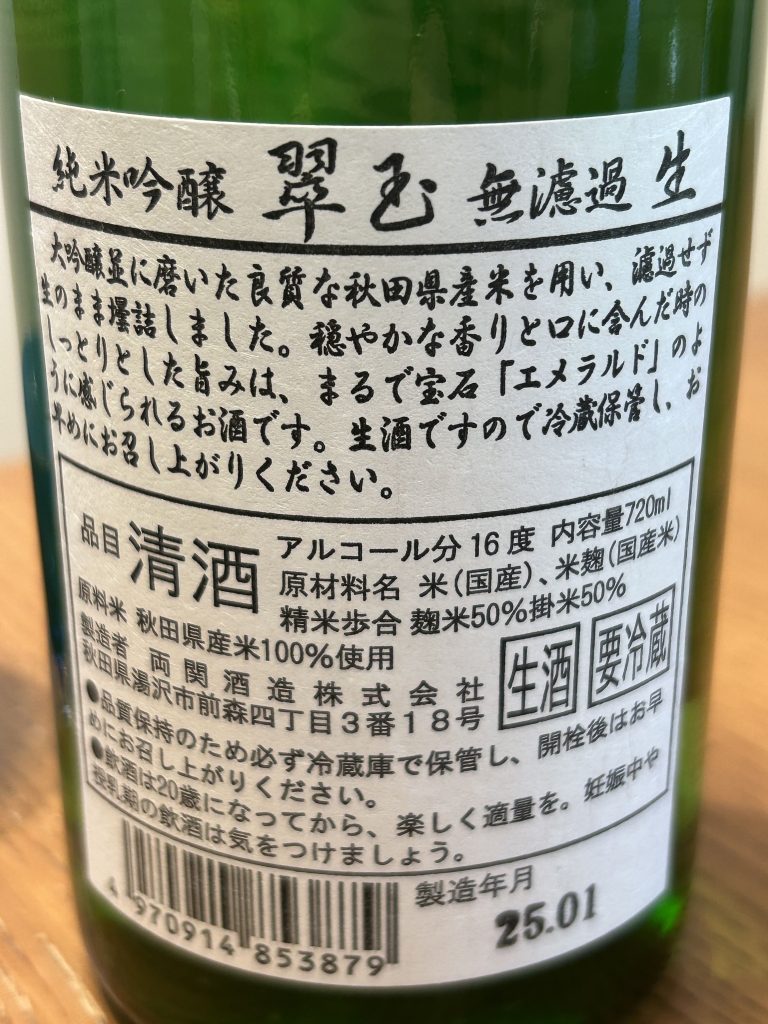 純米吟醸 翠玉 無濾過 生
大吟醸並に磨いた良質な秋田県産米を用い、濾過せず
生のまま壜詰しました。穏やかな香りと口に含んだ時の
しっとりとした旨みは、まるで宝石「エメラルド」のよ
うに感じられるお酒です。生酒ですので冷蔵保管し、お
早めにお召し上がりください。
品目 清酒
アルコール分16度 内容量720ml
原材料名 米(国産)、米麹(国産米)
精米歩合 麹米50%掛米50%
原料米 秋田県産米100%使用
製造者 両関酒造株式会社
秋田県湯沢市前森四丁目3番18号
生酒 要冷蔵
●品質保持のため必ず冷蔵庫で保管し、開栓後はお早
めにお召し上がりください。
●飲酒は20歳になってから、楽しく適量を。妊娠中や
授乳期の飲酒は気をつけましょう。
製造年月
25.01
4 970914 853879